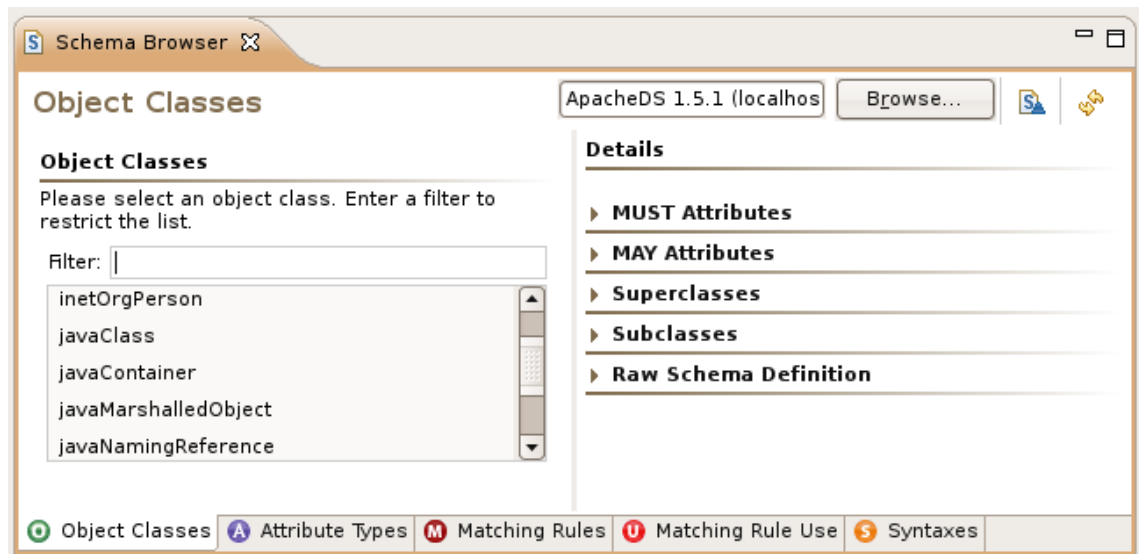 Schema Browser
Object Classes
ApacheDS 1.5.1 (localhos
Browse...
Object Classes
Please select an object class. Enter a filter to
restrict the list.
Filter:
inetOrgPerson
javaClass
javaContainer
javaMarshalledObject
javaNamingReference
Details
MUST Attributes
MAY Attributes
Superclasses
Subclasses
Raw Schema Definition
Object Classes
A Attribute Types
M Matching Rules
U Matching Rule Use
S Syntaxes